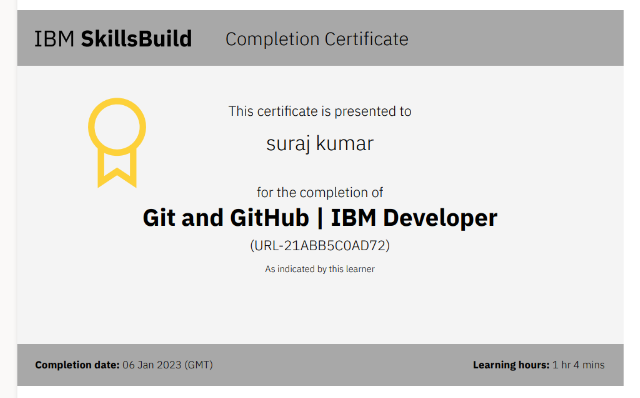 IBM SkillsBuild Completion Certificate
This certificate is presented to
suraj kumar
for the completion of
Git and GitHub | IBM Developer
(URL-21ABB5C0AD72)
As indicated by this learner
Completion date: 06 Jan 2023 (GMT) Learning hours: 1 hr 4 mins